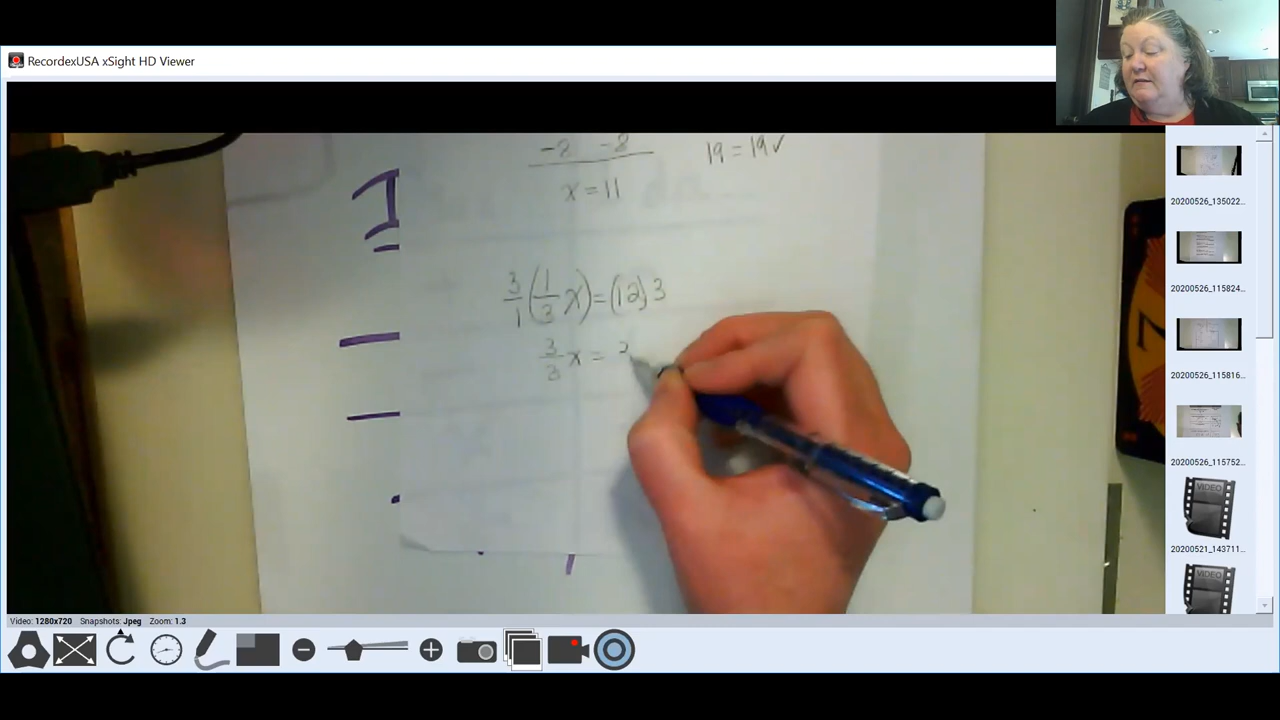 RecordexUSA xSight HD Viewer
-8 -8
19 = 19✓
x = 11
3/1 (1/3 x) = (12) 3
3/3 x =
20200526_135022...
20200526_115824...
20200526_115816...
20200526_115752...
VIDEO
20200521_143711...
VIDEO
Video: 1280x720 Snapshots: Jpeg Zoom: 1.3